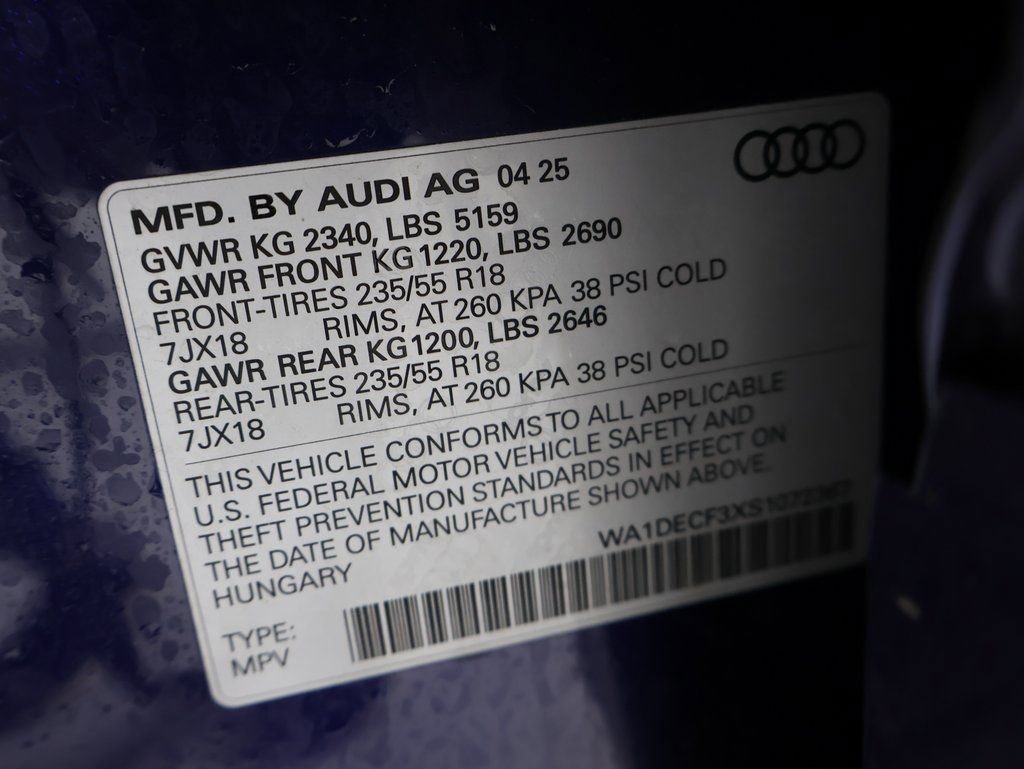 MFD. BY AUDI AG 04 25
GVWR KG 2340, LBS 5159
GAWR FRONT KG 1220, LBS 2690
FRONT-TIRES 235/55 R18
7JX18 RIMS, AT 260 KPA 38 PSI COLD
GAWR REAR KG 1200, LBS 2646
REAR-TIRES 235/55 R18
7JX18 RIMS, AT 260 KPA 38 PSI COLD
THIS VEHICLE CONFORMS TO ALL APPLICABLE
U.S. FEDERAL MOTOR VEHICLE SAFETY AND
THEFT PREVENTION STANDARDS IN EFFECT ON
THE DATE OF MANUFACTURE SHOWN ABOVE.
HUNGARY
TYPE:
MPV